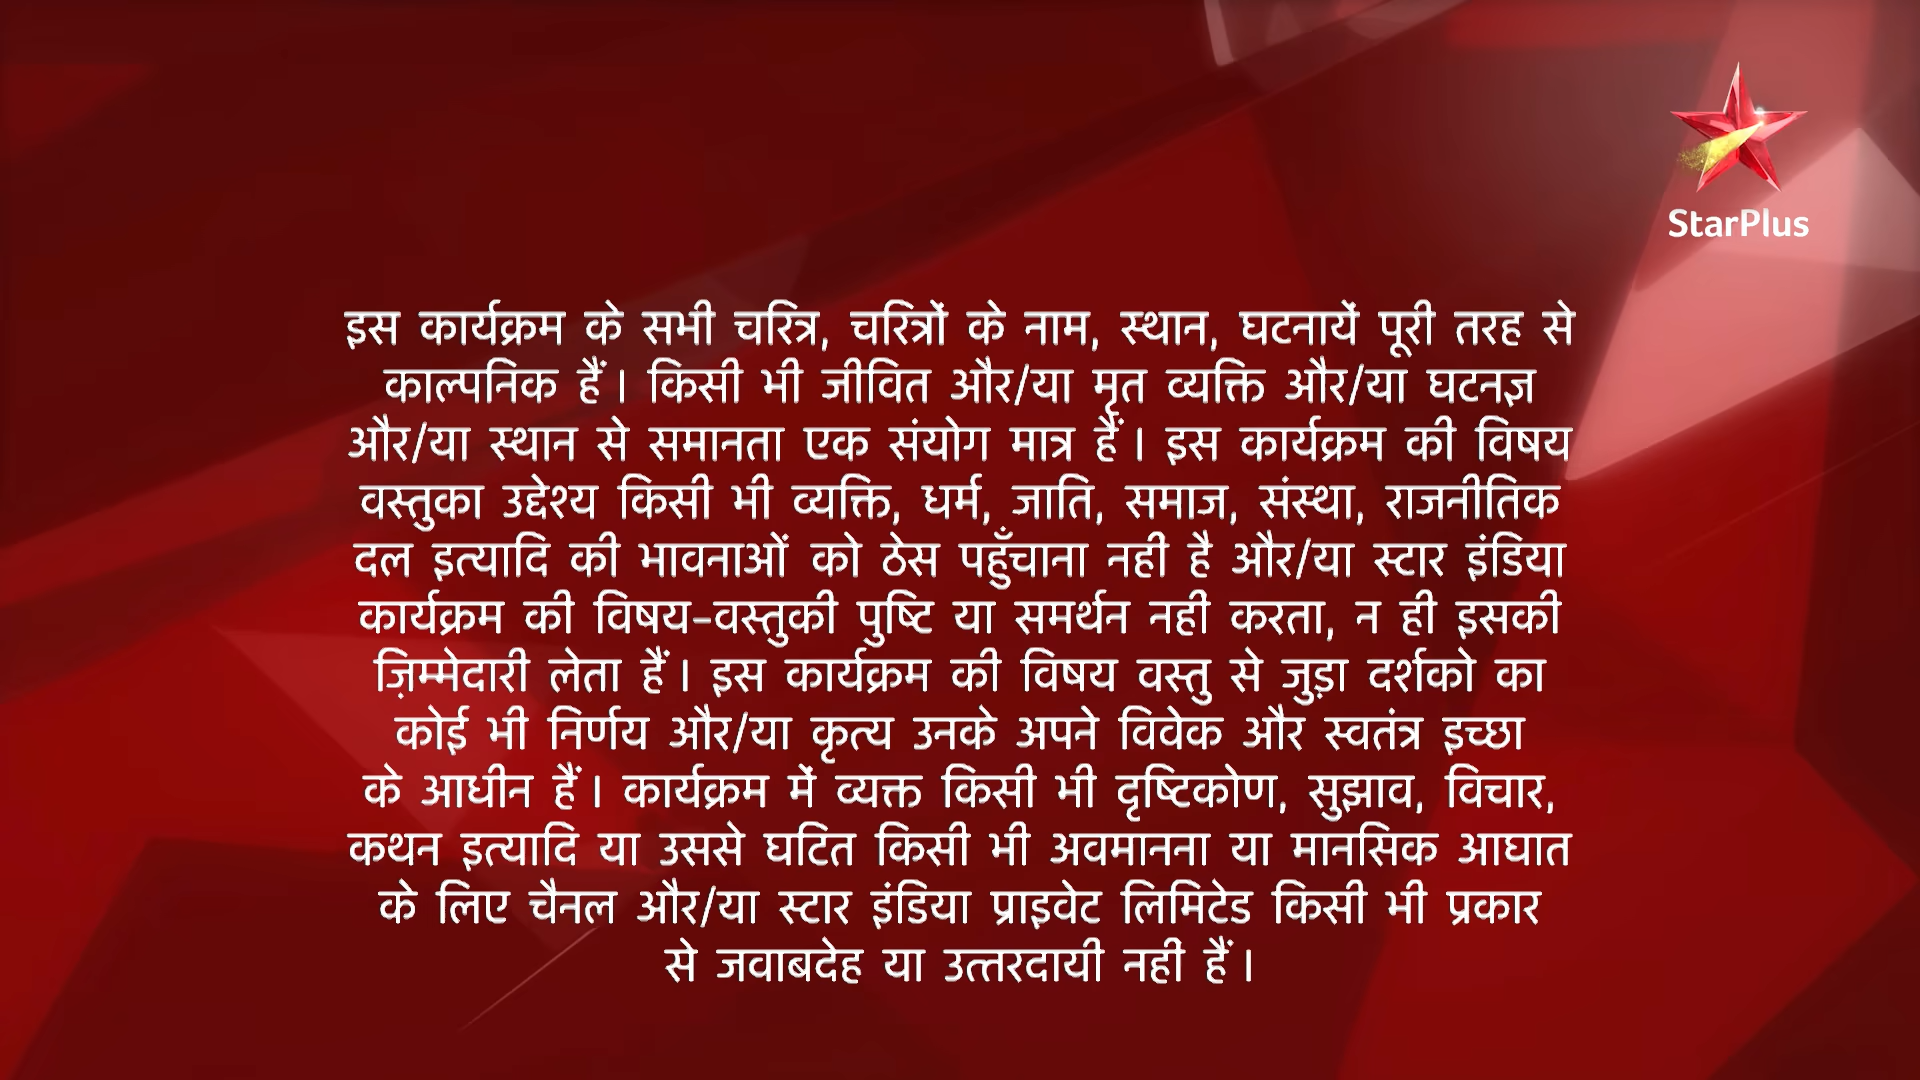 StarPlus
इस कार्यक्रम के सभी चरित्र, चरित्रों के नाम, स्थान, घटनायें पूरी तरह से
काल्पनिक हैं। किसी भी जीवित और/या मृत व्यक्ति और/या घटनज्ञ
और/या स्थान से समानता एक संयोग मात्र हैं। इस कार्यक्रम की विषय
वस्तुका उद्देश्य किसी भी व्यक्ति, धर्म, जाति, समाज, संस्था, राजनीतिक
दल इत्यादि की भावनाओं को ठेस पहुँचाना नही है और/या स्टार इंडिया
कार्यक्रम की विषय-वस्तुकी पुष्टि या समर्थन नही करता, न ही इसकी
ज़िम्मेदारी लेता हैं। इस कार्यक्रम की विषय वस्तु से जुड़ा दर्शको का
कोई भी निर्णय और/या कृत्य उनके अपने विवेक और स्वतंत्र इच्छा
के आधीन हैं। कार्यक्रम में व्यक्त किसी भी दृष्टिकोण, सुझाव, विचार,
कथन इत्यादि या उससे घटित किसी भी अवमानना या मानसिक आघात
के लिए चैनल और/या स्टार इंडिया प्राइवेट लिमिटेड किसी भी प्रकार
से जवाबदेह या उत्तरदायी नही हैं।